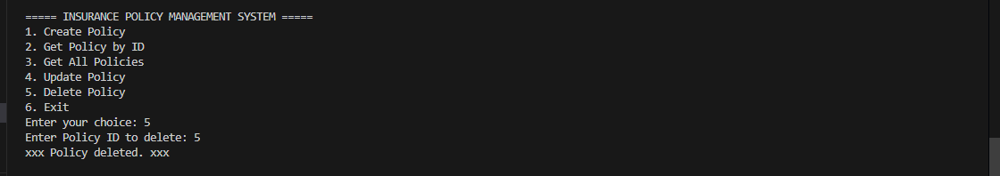 ===== INSURANCE POLICY MANAGEMENT SYSTEM =====
1. Create Policy
2. Get Policy by ID
3. Get All Policies
4. Update Policy
5. Delete Policy
6. Exit
Enter your choice: 5
Enter Policy ID to delete: 5
xxx Policy deleted. xxx